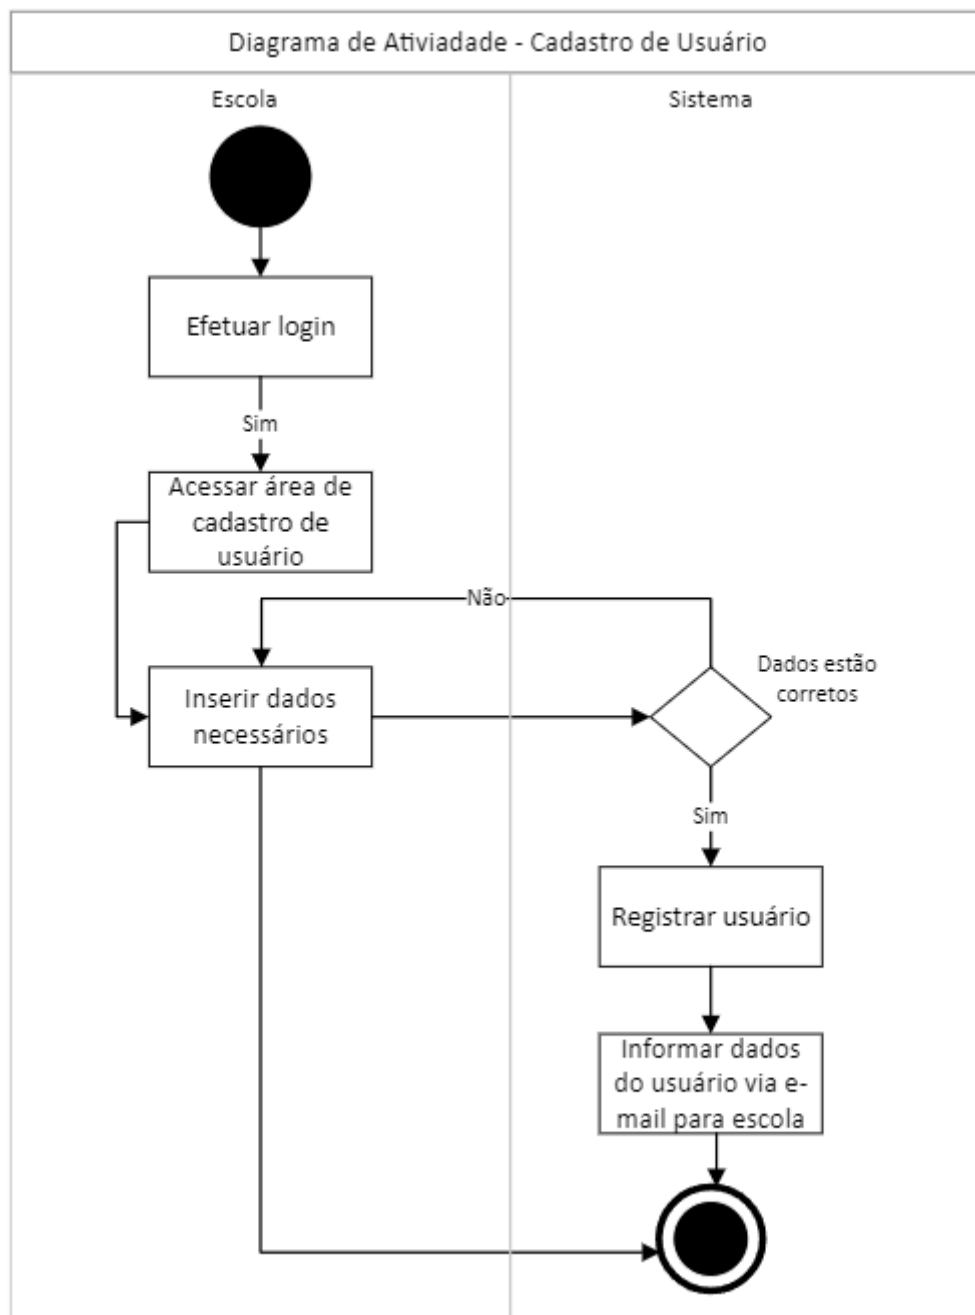 Diagrama de Ativiadade - Cadastro de Usuário
Escola
Sistema
Efetuar login
Sim
Acessar área de
cadastro de
usuário
Não
Inserir dados
necessários
Dados estão
corretos
Sim
Registrar usuário
Informar dados
do usuário via e-
mail para escola